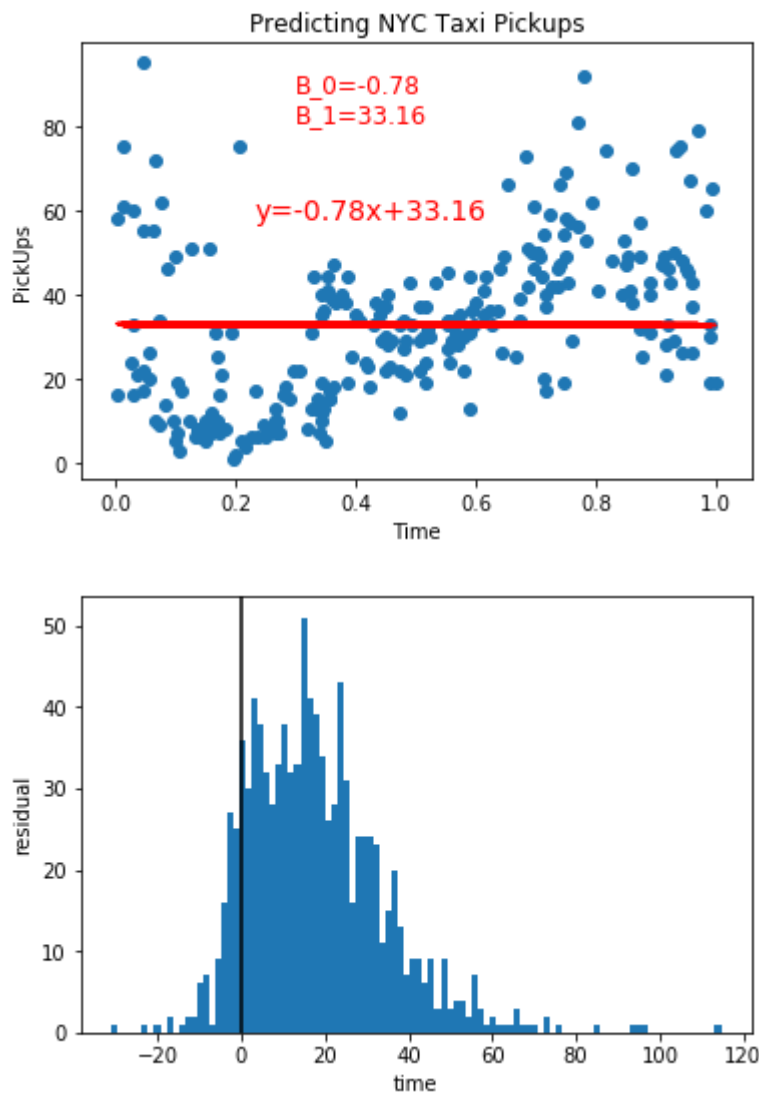 Predicting NYC Taxi Pickups
B_0=-0.78
B_1=33.16
y=-0.78x+33.16
PickUps
80
60
40
20
0
0.0 0.2 0.4 0.6 0.8 1.0
Time
residual
50
40
30
20
10
0
−20 0 20 40 60 80 100 120
time